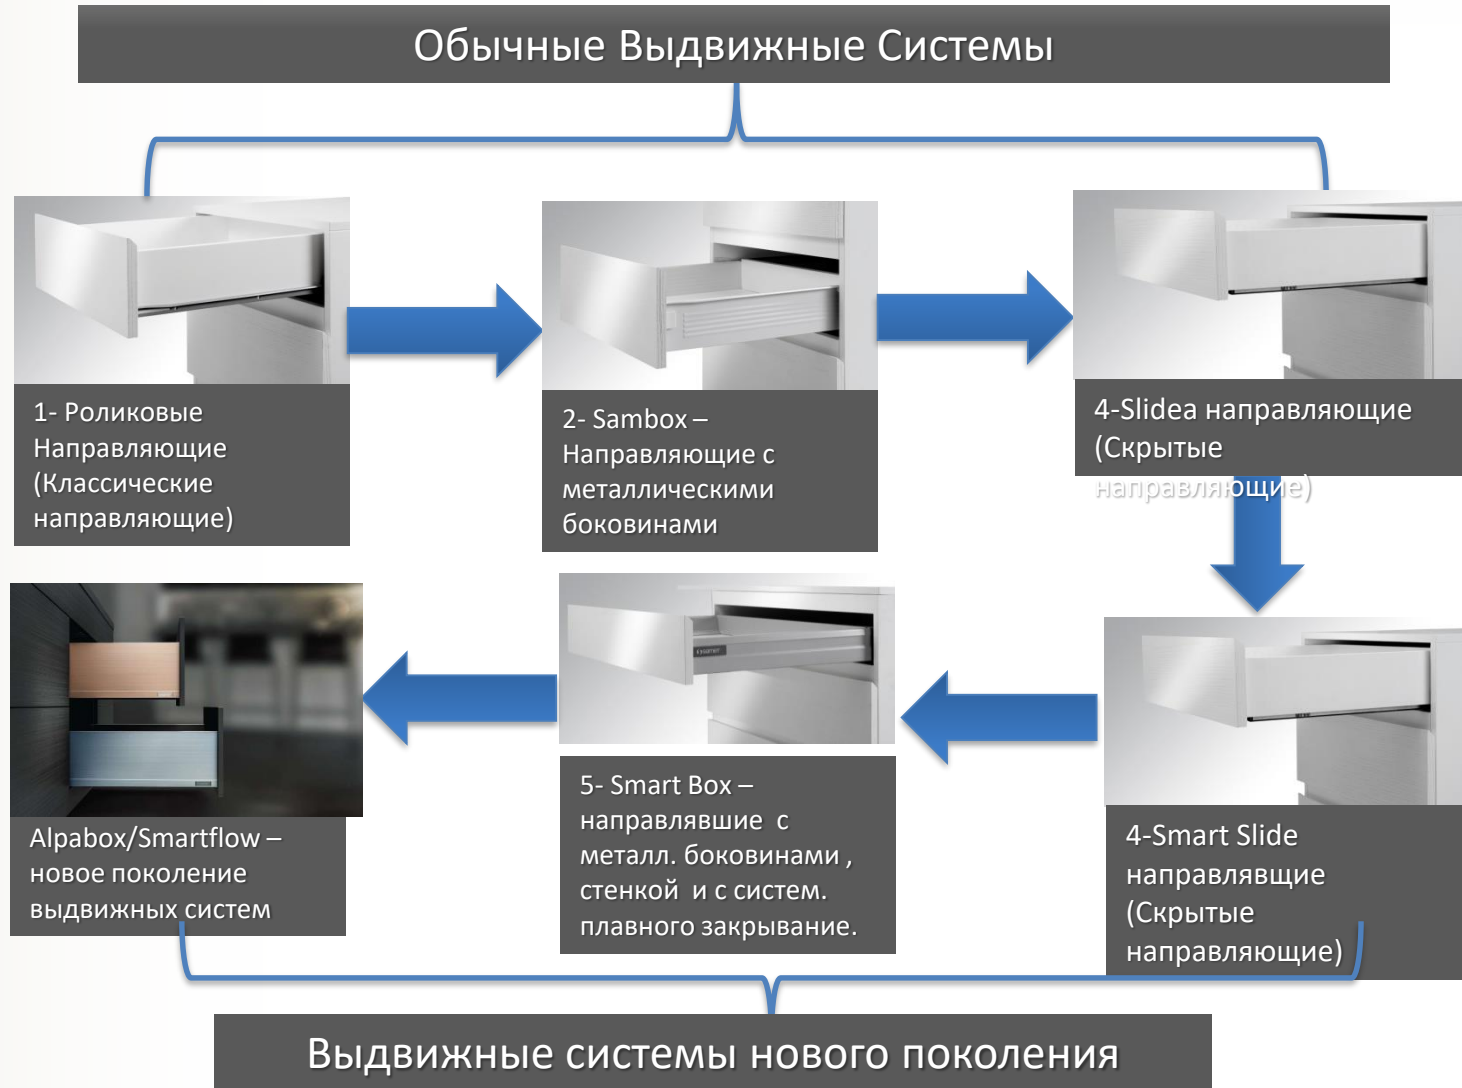 Обычные Выдвижные Системы
1- Роликовые
Направляющие
(Классические
направляющие)
2- Sambox –
Направляющие с
металлическими
боковинами
4-Slidea направляющие
(Скрытые
направляющие)
Alpabox/Smartflow –
новое поколение
выдвижных систем
5- Smart Box –
направлявшие с
металл. боковинами ,
стенкой и с систем.
плавного закрывание.
4-Smart Slide
направлявщие
(Скрытые
направляющие)
Выдвижные системы нового поколения